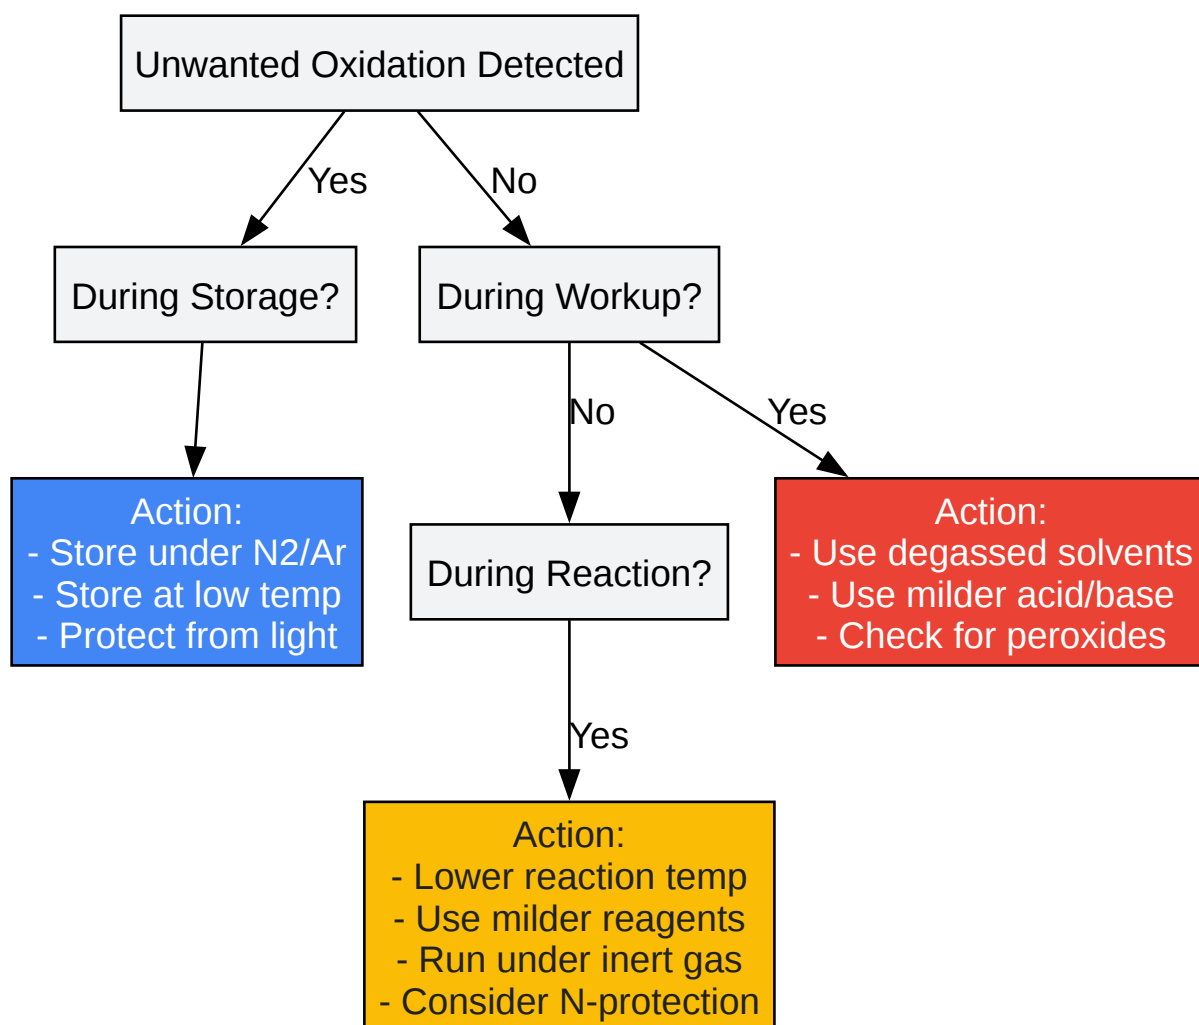 Unwanted Oxidation Detected
Yes
No
During Storage?
During Workup?
No
Yes
Action:
- Store under N2/Ar
- Store at low temp
- Protect from light
During Reaction?
Action:
- Use degassed solvents
- Use milder acid/base
- Check for peroxides
Yes
Action:
- Lower reaction temp
- Use milder reagents
- Run under inert gas
- Consider N-protection